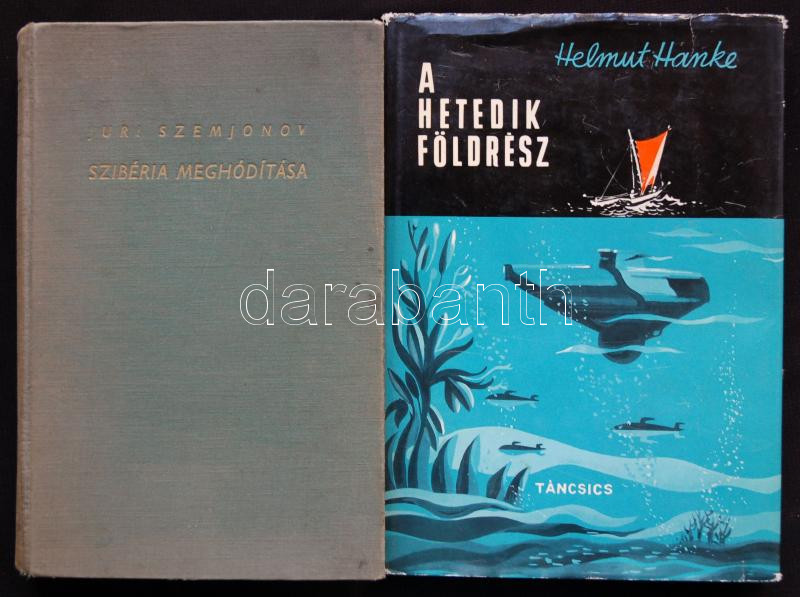 JURI SZEMJONOV
SZIBÉRIA MEGHÓDÍTÁSA
Helmut Hanke
A
HETEDIK
FÖLDRÉSZ
darabanth
TÁNCSICS